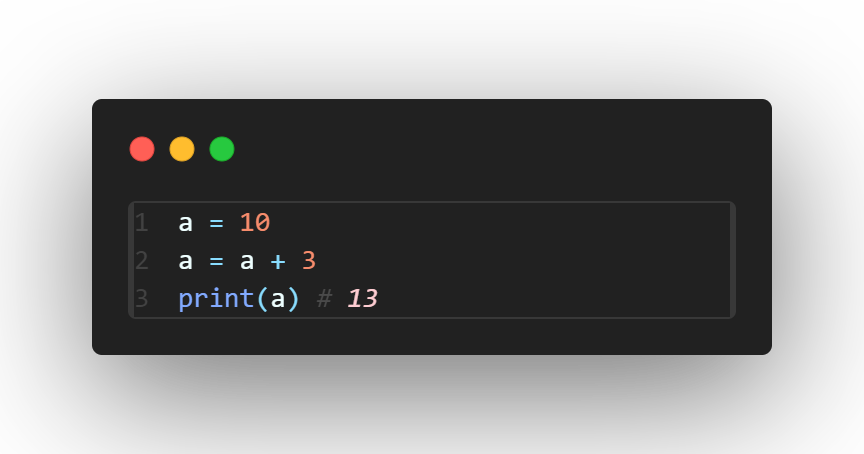 1 a = 10
2 a = a + 3
3 print(a) # 13